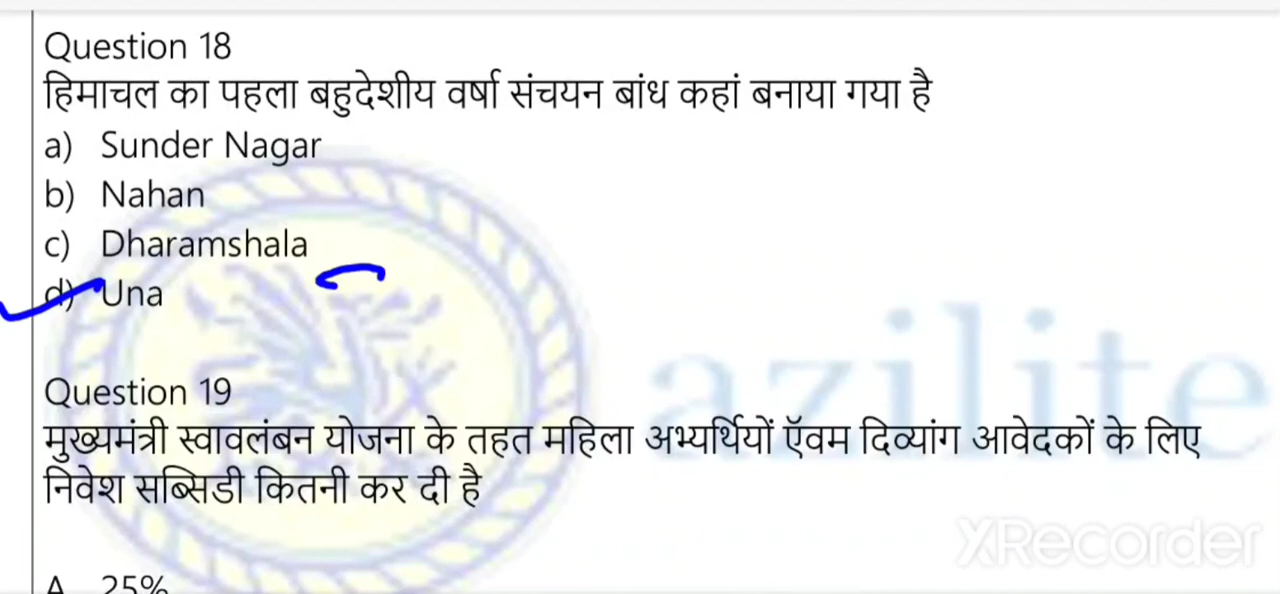 Question 18
हिमाचल का पहला बहुदेशीय वर्षा संचयन बांध कहां बनाया गया है
a) Sunder Nagar
b) Nahan
c) Dharamshala
d) Una
Question 19
मुख्यमंत्री स्वावलंबन योजना के तहत महिला अभ्यर्थियों ऍवम दिव्यांग आवेदकों के लिए
निवेश सब्सिडी कितनी कर दी है
A 25%
azilite
XRecorder